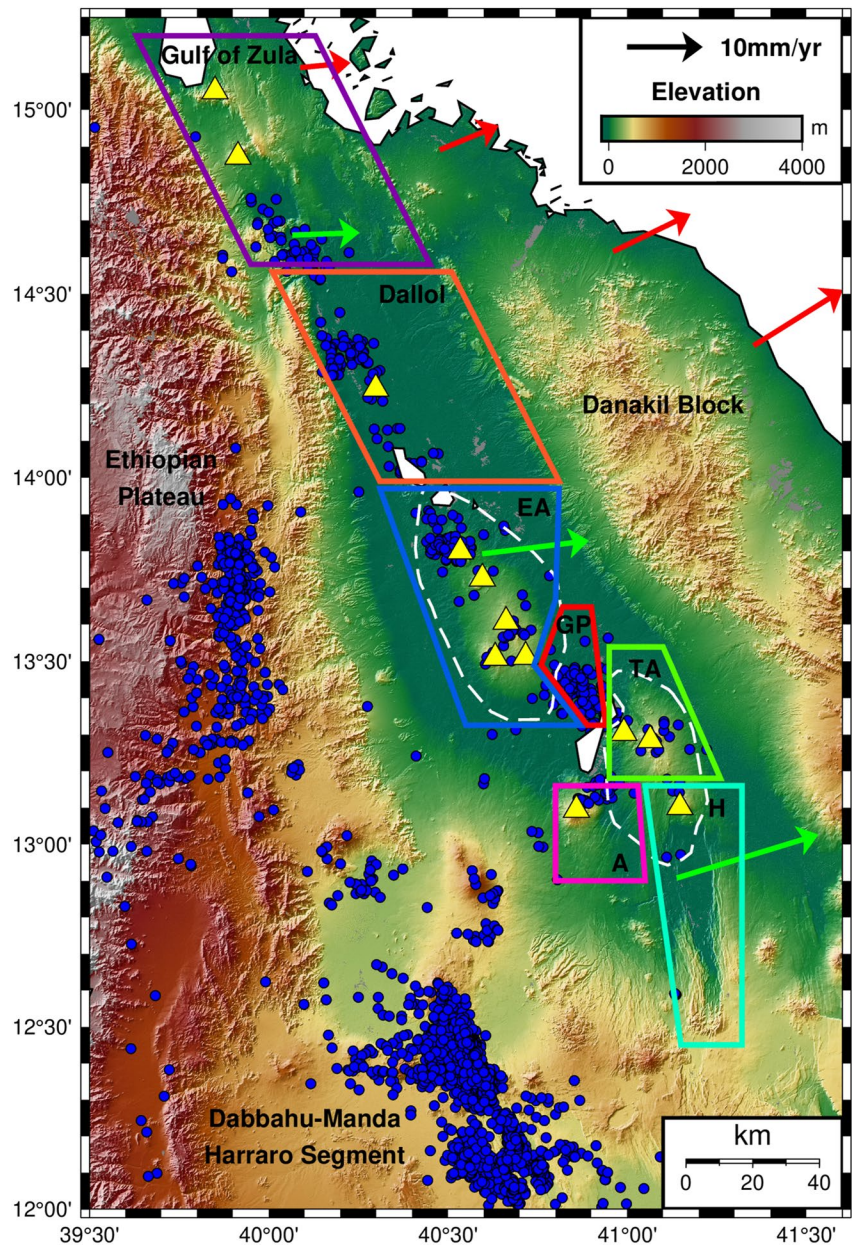 Gulf of Zula
10mm/yr
Elevation
m
0
2000
4000
15°00'
14°30'
Dallol
Danakil Block
Ethiopian
Plateau
14°00'
EA
GP
13°30'
TA
H
13°00'
A
12°30'
Dabbahu-Manda
Harraro Segment
km
0
20
40
12°00'
39°30'
40°00'
40°30'
41°00'
41°30'